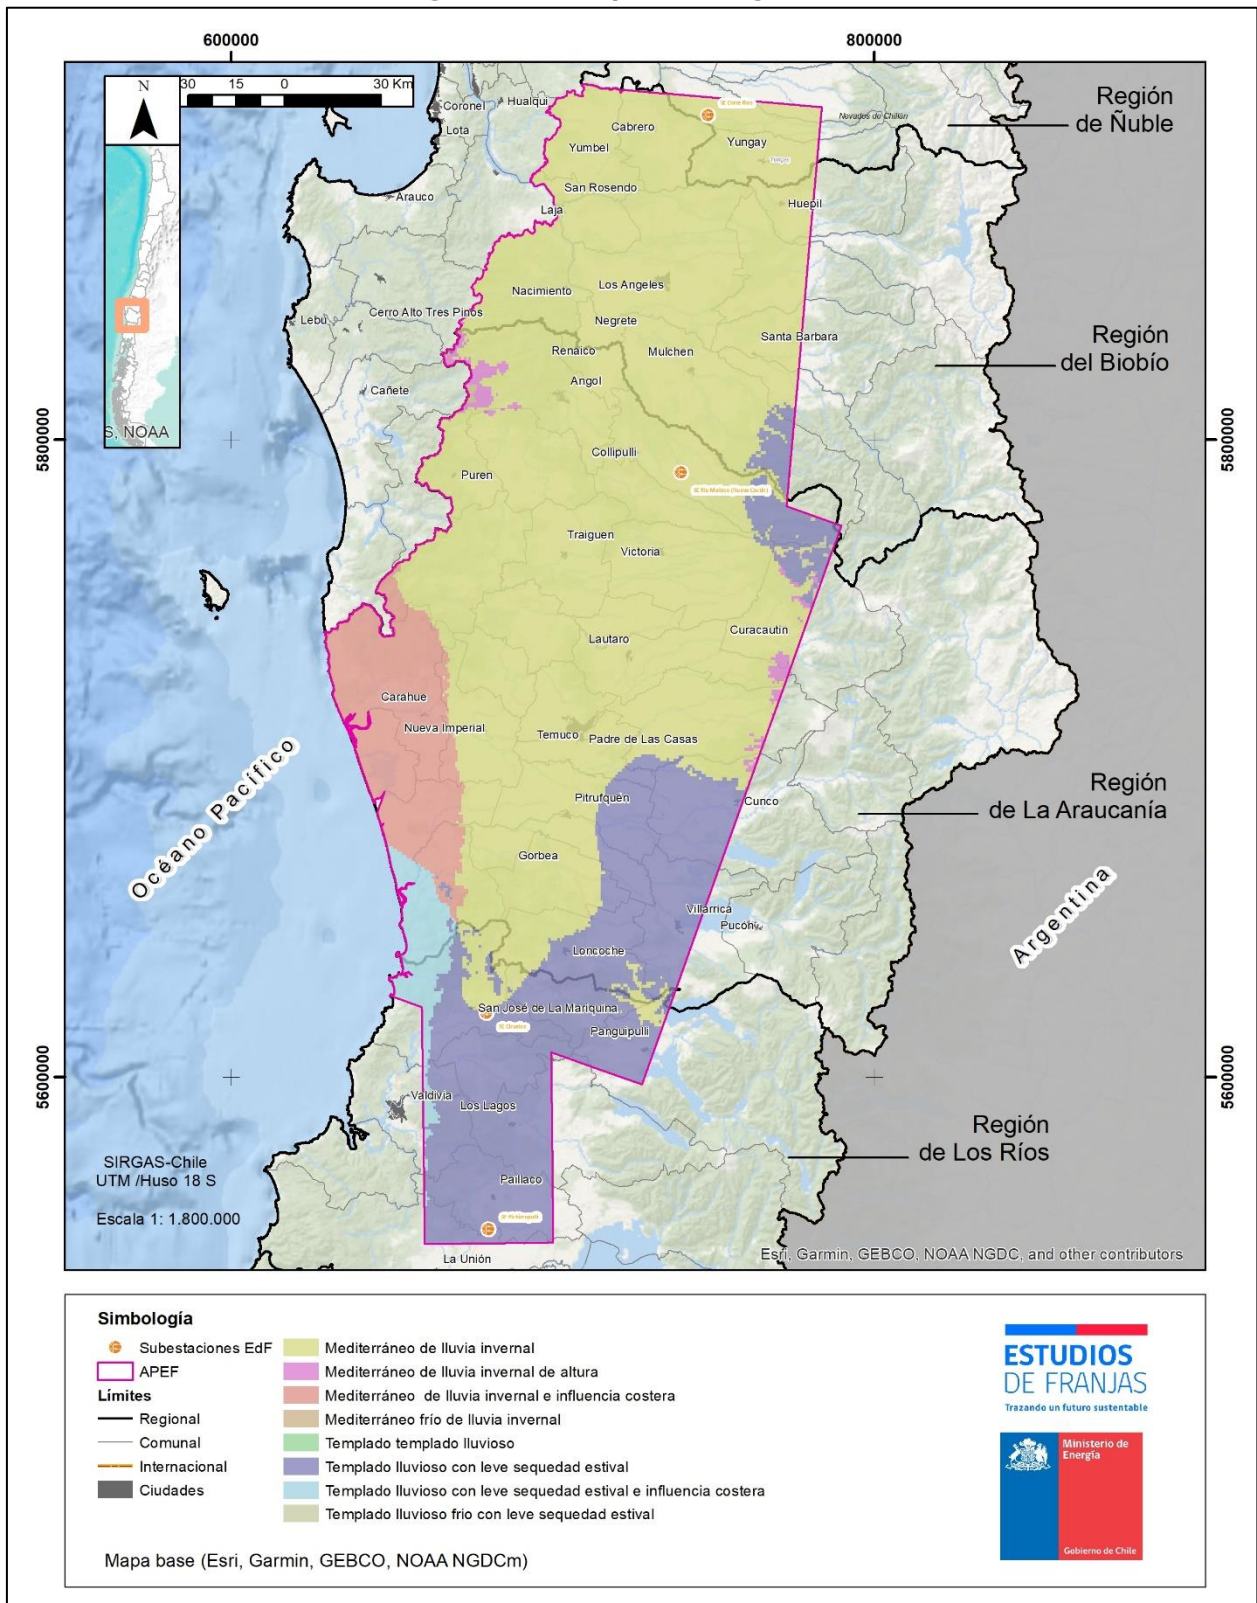 600000
800000
N
30 15 0 30 Km
Coronel
Hualqui
Lota
Cabrero
Yumbel
Yungay
Nevados de Chillán
Región
de Ñuble
Arauco
San Rosendo
Laja
Huepil
Nacimiento
Los Angeles
Lebu
Cerro Alto Tres Pinos
Negrete
Santa Barbara
Renaico
Mulchen
Región
del Biobío
Angol
Cañete
S, NOAA
5800000
5800000
Collipulli
Puren
Traiguen
Victoria
Lautaro
Curacautin
Carahue
Nueva Imperial
Temuco
Padre de Las Casas
Océano Pacífico
Pitrufquén
Cunco
Región
de La Araucanía
Gorbea
Villarrica
Pucón
Argentina
Loncoche
San José de La Mariquina
SE Ciruelos
Panguipulli
5600000
5600000
Valdivia
Los Lagos
Región
de Los Ríos
SIRGAS-Chile
UTM /Huso 18 S
Paillaco
Escala 1: 1.800.000
La Unión
Esri, Garmin, GEBCO, NOAA NGDC, and other contributors
Simbología
Subestaciones EdF
APEF
Límites
Regional
Comunal
Internacional
Ciudades
Mediterráneo de lluvia invernal
Mediterráneo de lluvia invernal de altura
Mediterráneo de lluvia invernal e influencia costera
Mediterráneo frío de lluvia invernal
Templado templado lluvioso
Templado lluvioso con leve sequedad estival
Templado lluvioso con leve sequedad estival e influencia costera
Templado lluvioso frio con leve sequedad estival
Mapa base (Esri, Garmin, GEBCO, NOAA NGDCm)
ESTUDIOS
DE FRANJAS
Trazando un futuro sustentable
Ministerio de
Energía
Gobierno de Chile